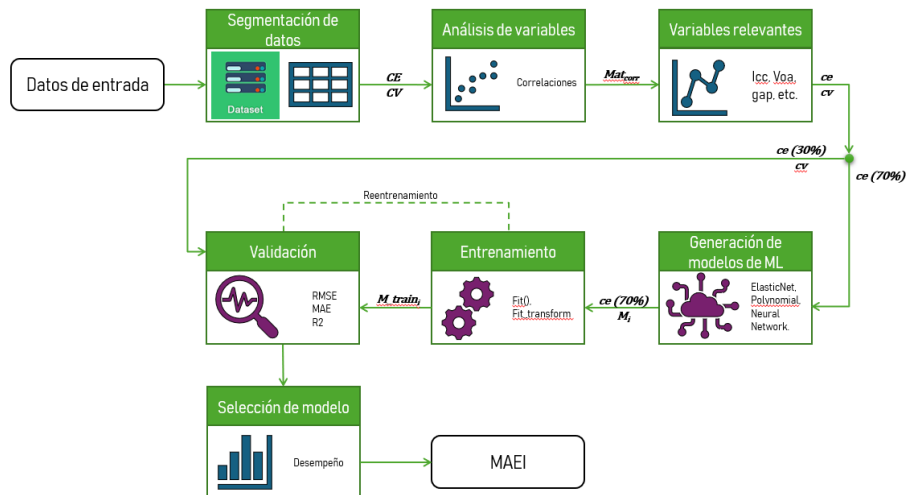 Datos de entrada
Segmentación de
datos
Dataset
CE
CV
Análisis de variables
Correlaciones
Mat_corr
Variables relevantes
Icc, Voa,
gap, etc.
ce
cv
ce (30%)
cv
ce (70%)
Reentrenamiento
Validación
RMSE
MAE
R2
M_train_i
Entrenamiento
Fit().
Fit_transform
ce (70%)
M_i
Generación de
modelos de ML
ElasticNet,
Polynomial,
Neural
Network.
Selección de modelo
Desempeño
MAEI